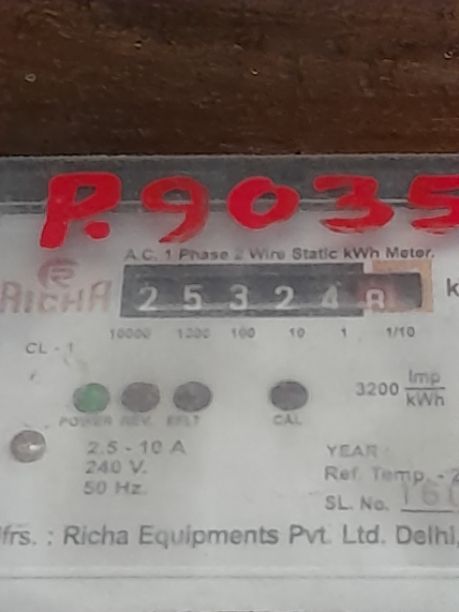 P.9035
A.C. 1 Phase 2 Wire Static kWh Meter.
RICHA
2 5 3 2 4 8 k
10000 1000 100 10 1 1/10
CL - 1
3200 Imp/kWh
POWER REV. EFLT CAL
2.5 - 10 A
240 V.
50 Hz.
YEAR
Ref. Temp. - 2
SL. No. 160
Mfrs. : Richa Equipments Pvt. Ltd. Delhi,